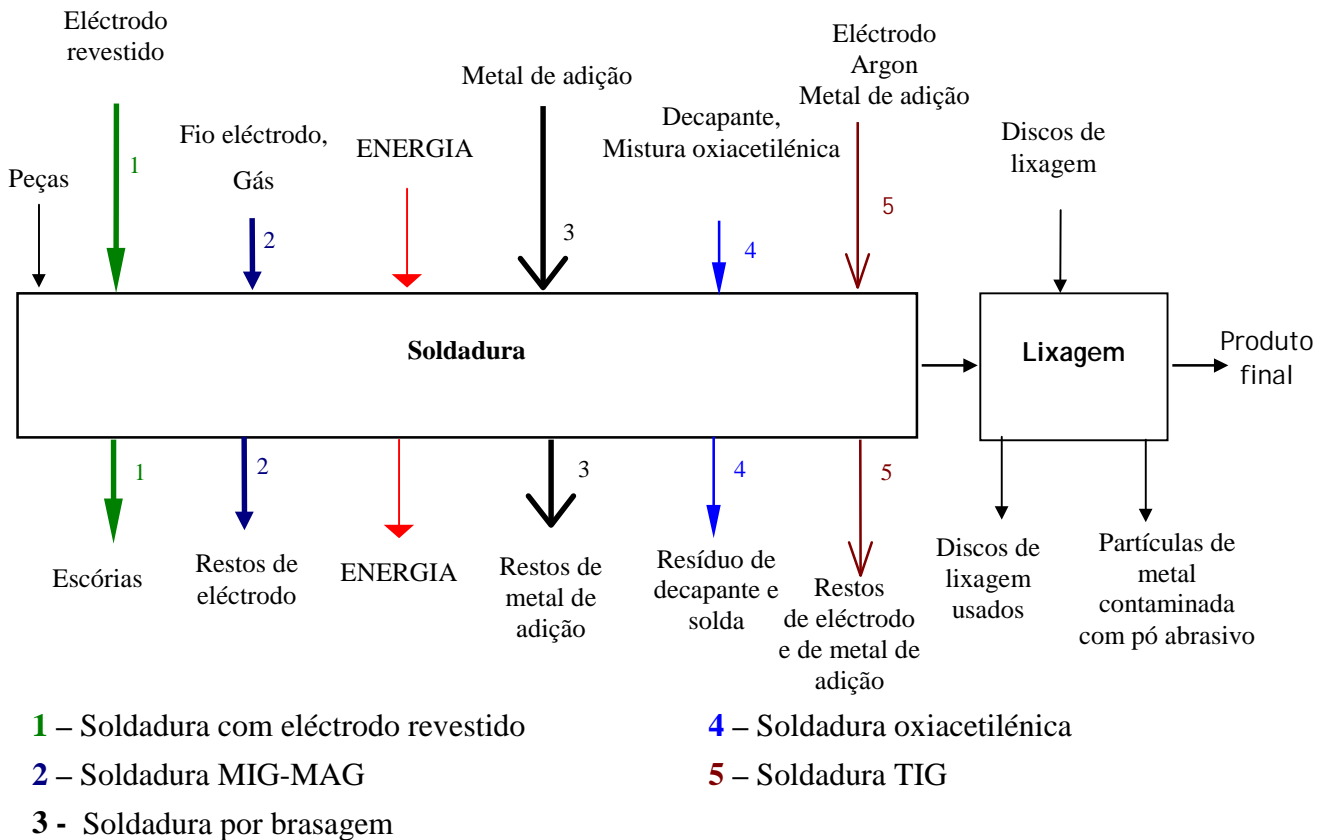 Eléctrodo
revestido
1
Peças
Fio eléctrodo,
Gás
2
ENERGIA
Metal de adição
3
Decapante,
Mistura oxiacetilénica
4
Eléctrodo
Argon
Metal de adição
5
Discos de
lixagem
Soldadura
Lixagem
Produto
final
1
Escórias
2
Restos de
eléctrodo
ENERGIA
3
Restos de
metal de
adição
4
Resíduo de
decapante e
solda
5
Restos
de eléctrodo
e de metal de
adição
Discos de
lixagem
usados
Partículas de
metal
contaminada
com pó abrasivo
1 – Soldadura com eléctrodo revestido
2 – Soldadura MIG-MAG
3 - Soldadura por brasagem
4 – Soldadura oxiacetilénica
5 – Soldadura TIG